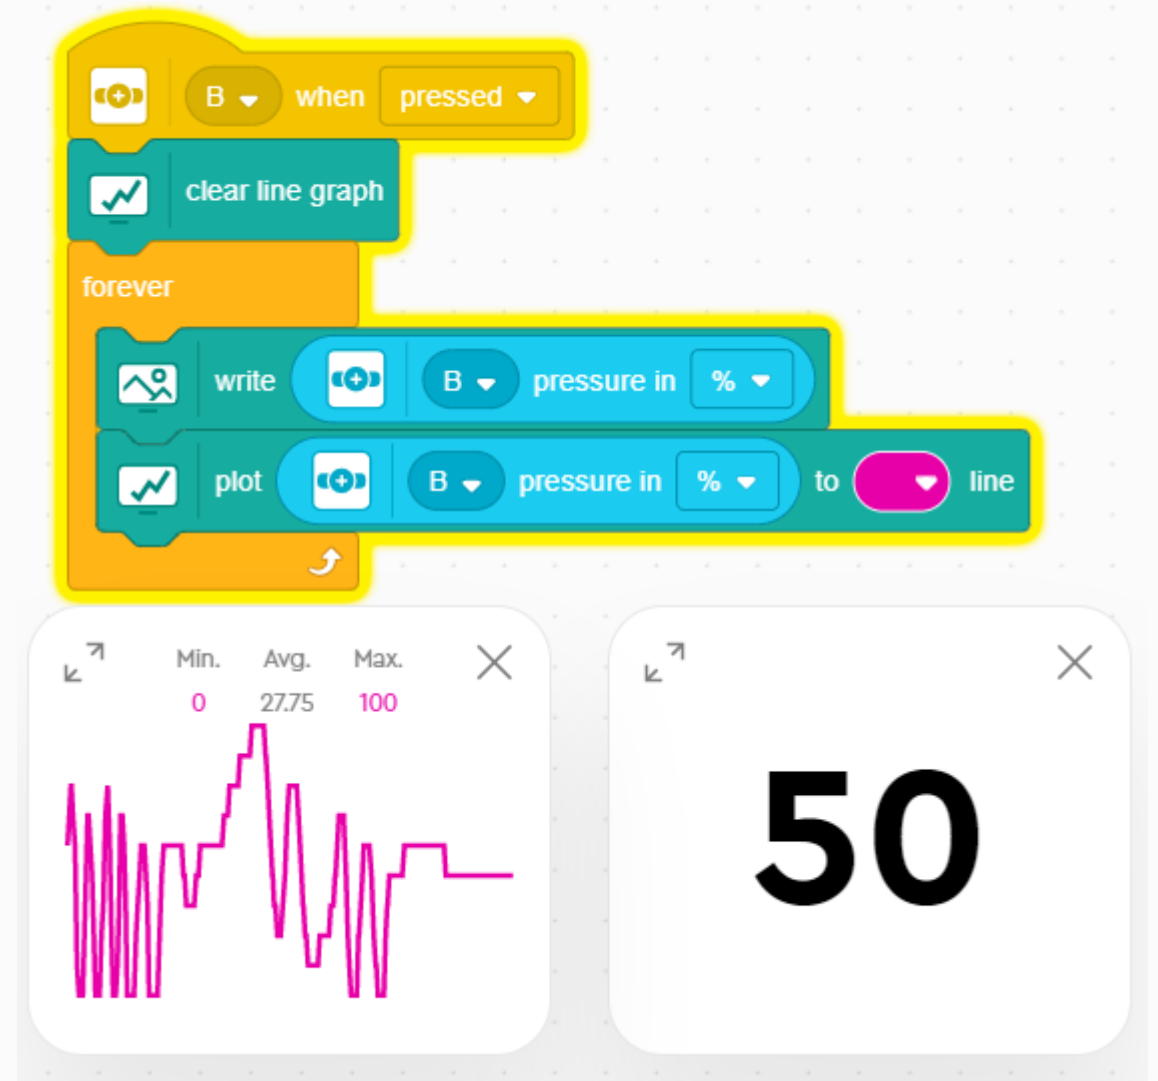 B when pressed
clear line graph
forever
write B pressure in %
plot B pressure in % to line
Min. Avg. Max.
0 27.75 100
50